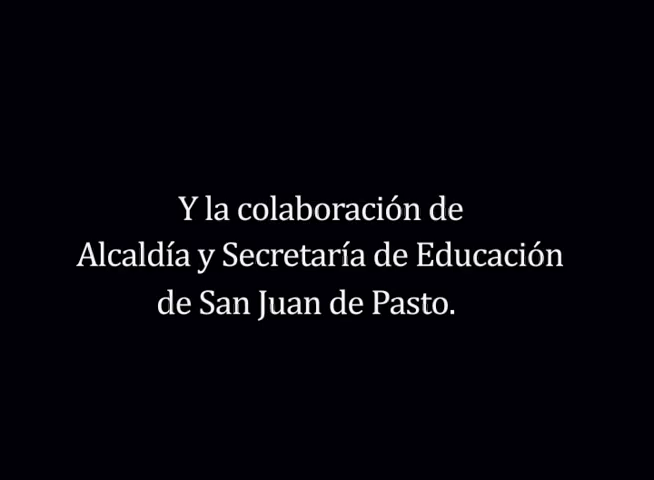 Y la colaboración de
Alcaldía y Secretaría de Educación
de San Juan de Pasto.